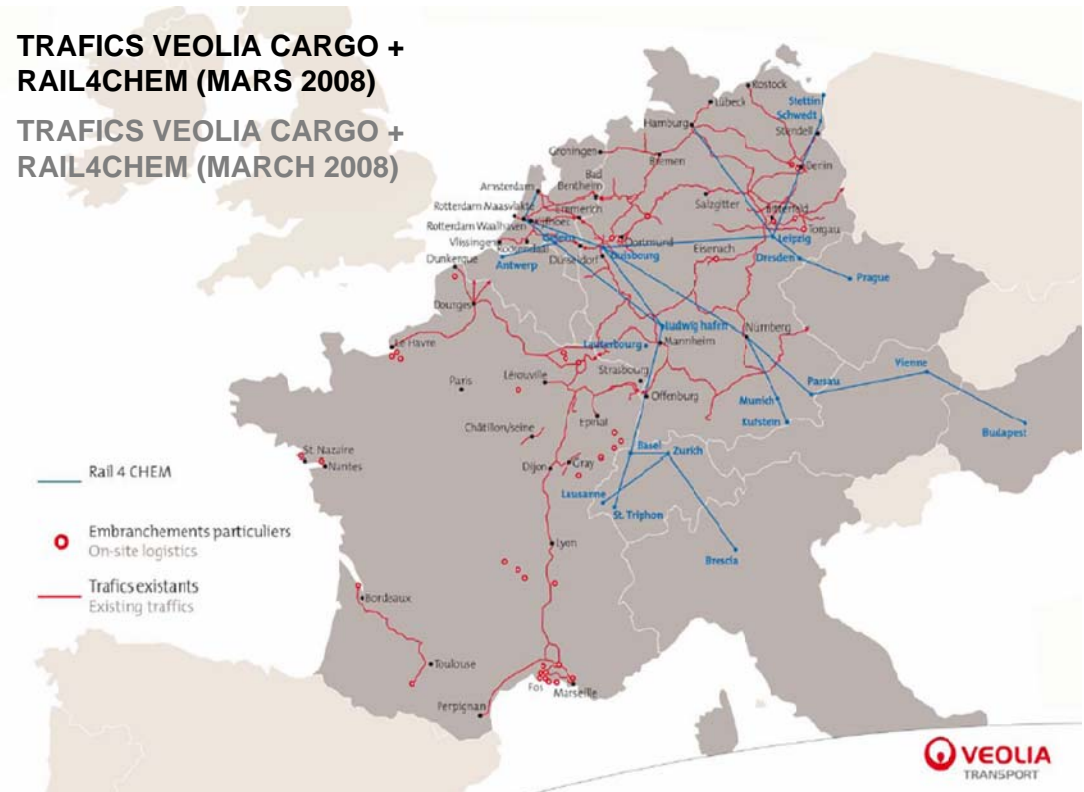 TRAFICS VEOLIA CARGO +
RAIL4CHEM (MARS 2008)
TRAFICS VEOLIA CARGO +
RAIL4CHEM (MARCH 2008)
Rostock
Lübeck
Stettin
Schwedt
Hamburg
Stendell
Groningen
Bremen
Berlin
Bad
Bentheim
Amsterdam
Salzgitter
Rotterdam Maasvlakte
Emmerich
Bitterfeld
Rotterdam Waalhaven
Kijfhoec
Torgau
Vlissingen
Roosendaal
Dortmund
Leipzig
Dunkerque
Antwerp
Düsseldorf
Duisbourg
Eisenach
Dresden
Prague
Dourges
Ludwig hafen
Nürnberg
Le Havre
Lauterbourg
Mannheim
Vienne
Paris
Lérouville
Strasbourg
Offenburg
Passau
Munich
Kufstein
Budapest
Châtillon/seine
Epinal
St. Nazaire
Nantes
Basel
Zurich
Dijon
Gray
Lausanne
St. Triphon
Rail 4 CHEM
Embranchements particuliers
On-site logistics
Lyon
Brescia
Trafics existants
Existing traffics
Bordeaux
Toulouse
Fos
Marseille
Perpignan
VEOLIA
TRANSPORT